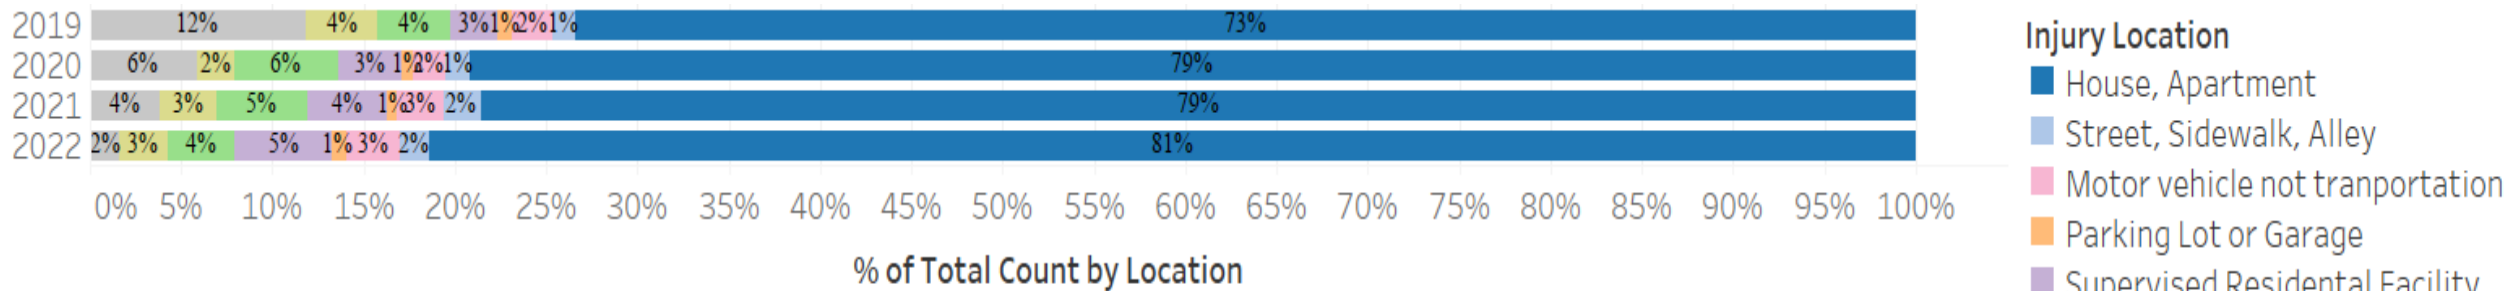 2019 12% 4% 4% 3% 1% 2% 1% 73%
2020 6% 2% 6% 3% 1% 2% 1% 79%
2021 4% 3% 5% 4% 1% 3% 2% 79%
2022 2% 3% 4% 5% 1% 3% 2% 81%
0% 5% 10% 15% 20% 25% 30% 35% 40% 45% 50% 55% 60% 65% 70% 75% 80% 85% 90% 95% 100%
% of Total Count by Location
Injury Location
House, Apartment
Street, Sidewalk, Alley
Motor vehicle not tranportation
Parking Lot or Garage
Supervised Residental Facility